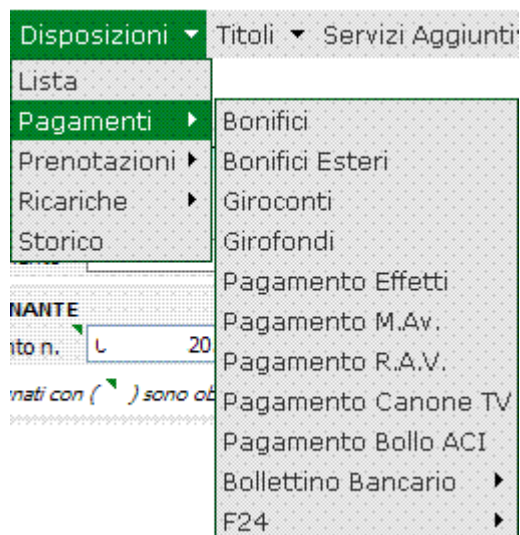 Disposizioni Titoli Servizi Aggiunti
Lista
Pagamenti
Prenotazioni
Ricariche
Storico
Bonifici
Bonifici Esteri
Giroconti
Girofondi
Pagamento Effetti
Pagamento M.Av.
Pagamento R.A.V.
Pagamento Canone TV
Pagamento Bollo ACI
Bollettino Bancario
F24
NANTE
nto n. 20
nati con ( ) sono ob